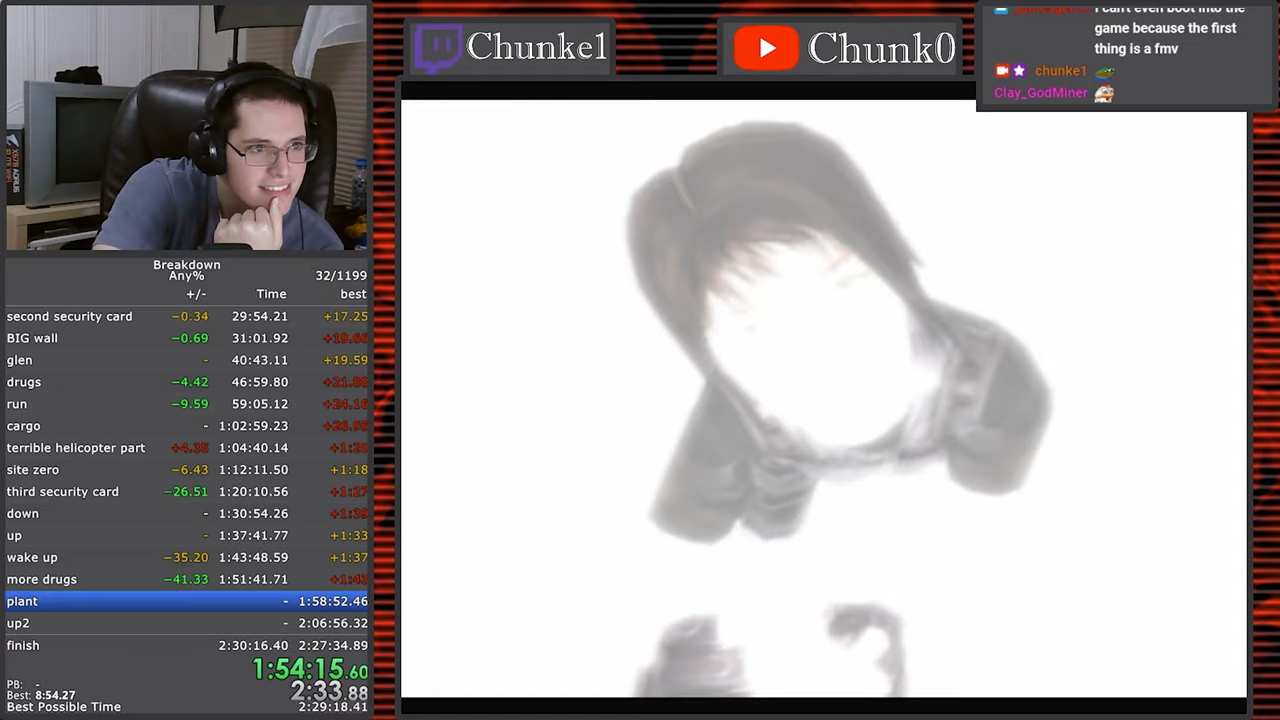 Chunke1
Chunk0
game because the first
thing is a fmv
chunke1
Clay_GodMiner
Breakdown
Any% 32/1199
+/- Time best
second security card −0.34 29:54.21 +17.25
BIG wall −0.69 31:01.92
glen - 40:43.11 +19.59
drugs −4.42 46:59.80
run −9.59 59:05.12
cargo - 1:02:59.23
terrible helicopter part +4.35 1:04:40.14
site zero −6.43 1:12:11.50 +1:18
third security card −26.51 1:20:10.56 +1:27
down - 1:30:54.26
up - 1:37:41.77 +1:33
wake up −35.20 1:43:48.59 +1:37
more drugs −41.33 1:51:41.71
plant - 1:58:52.46
up2 - 2:06:56.32
finish 2:30:16.40 2:27:34.89
1:54:15.60
PB: -
2:33.88
Best: 8:54.27
Best Possible Time 2:29:18.41